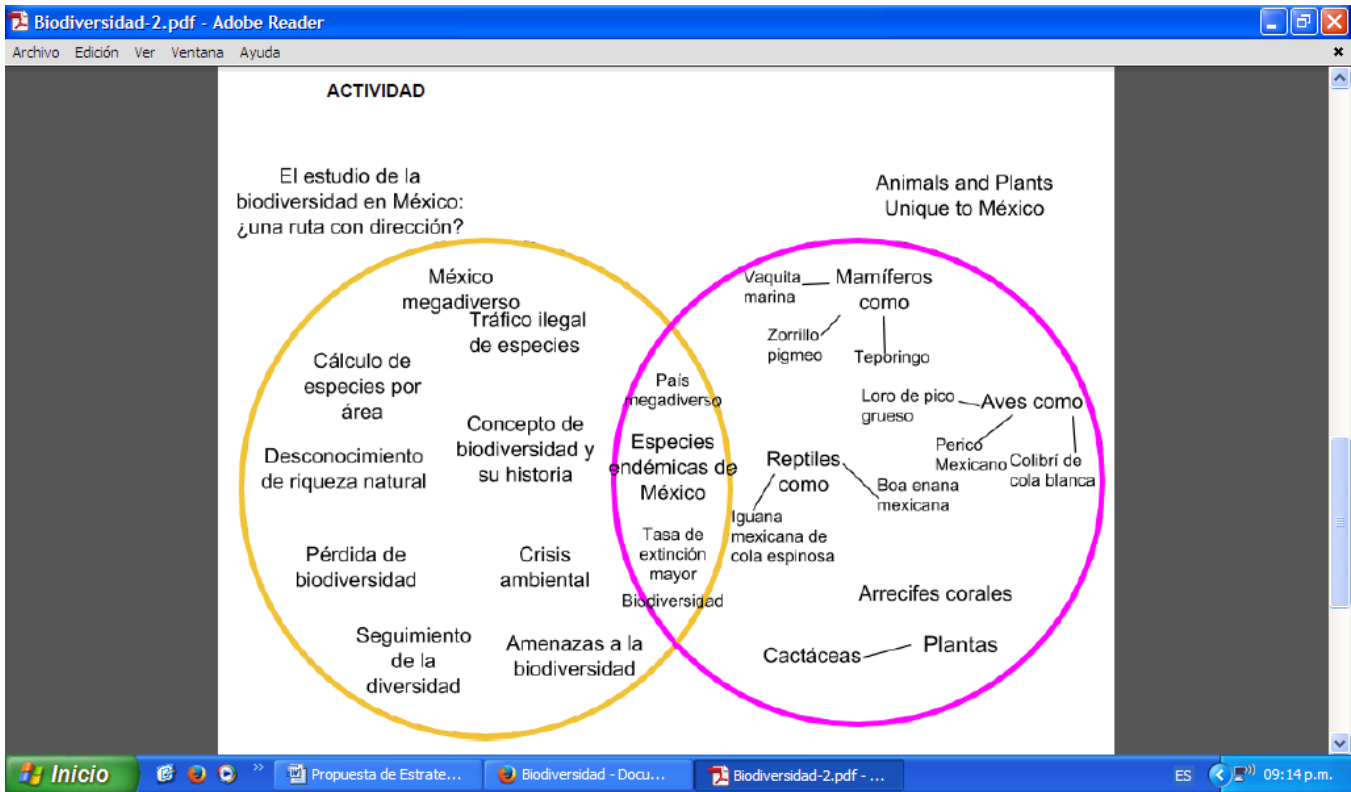 Biodiversidad-2.pdf - Adobe Reader
Archivo Edición Ver Ventana Ayuda
ACTIVIDAD
El estudio de la
biodiversidad en México:
¿una ruta con dirección?
Animals and Plants
Unique to México
México
megadiverso
Tráfico ilegal
de especies
Cálculo de
especies por
área
Concepto de
biodiversidad y
su historia
Desconocimiento
de riqueza natural
Pérdida de
biodiversidad
Crisis
ambiental
Seguimiento
de la
diversidad
Amenazas a la
biodiversidad
País
megadiverso
Especies
endémicas de
México
Tasa de
extinción
mayor
Biodiversidad
Vaquita
marina
Mamíferos
como
Zorrillo
pigmeo
Teporingo
Loro de pico
grueso
Aves como
Perico
Mexicano
Colibrí de
cola blanca
Reptiles
como
Boa enana
mexicana
Iguana
mexicana de
cola espinosa
Arrecifes corales
Cactáceas
Plantas
Inicio
Propuesta de Estrate...
Biodiversidad - Docu...
Biodiversidad-2.pdf - ...
ES
09:14 p.m.